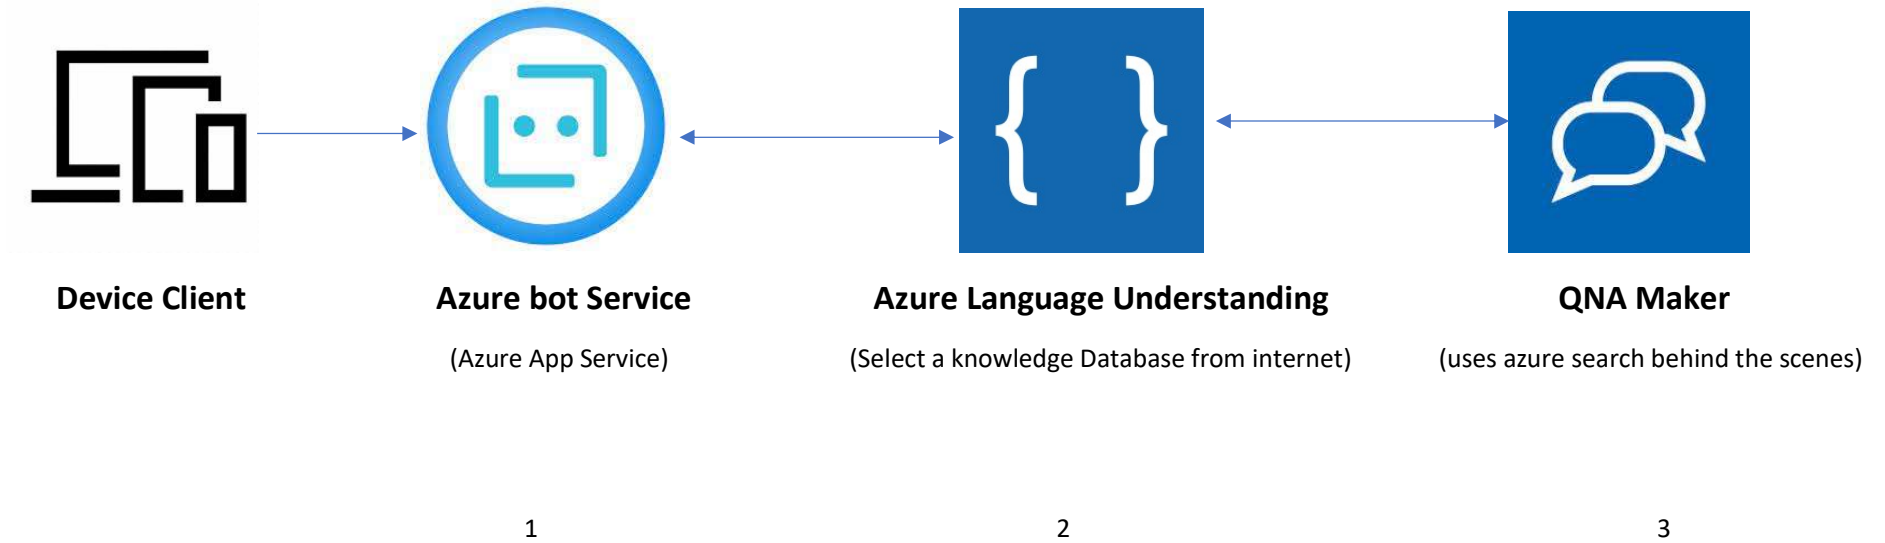 Device Client
Azure bot Service
Azure Language Understanding
QNA Maker
(Azure App Service)
(Select a knowledge Database from internet)
(uses azure search behind the scenes)
1
2
3